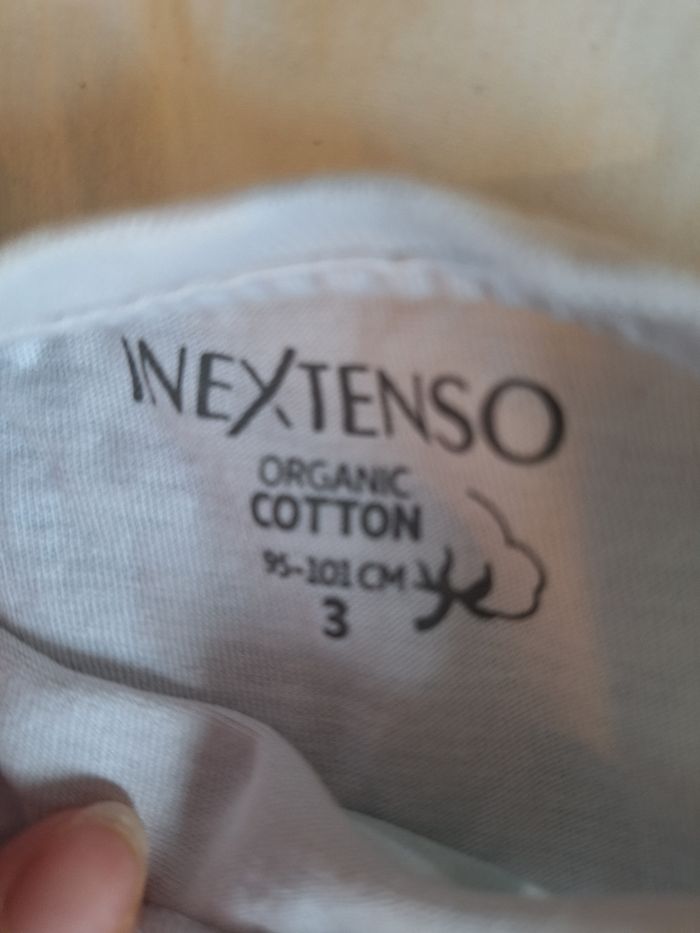 INEXTENSO
ORGANIC
COTTON
95-101 CM
3